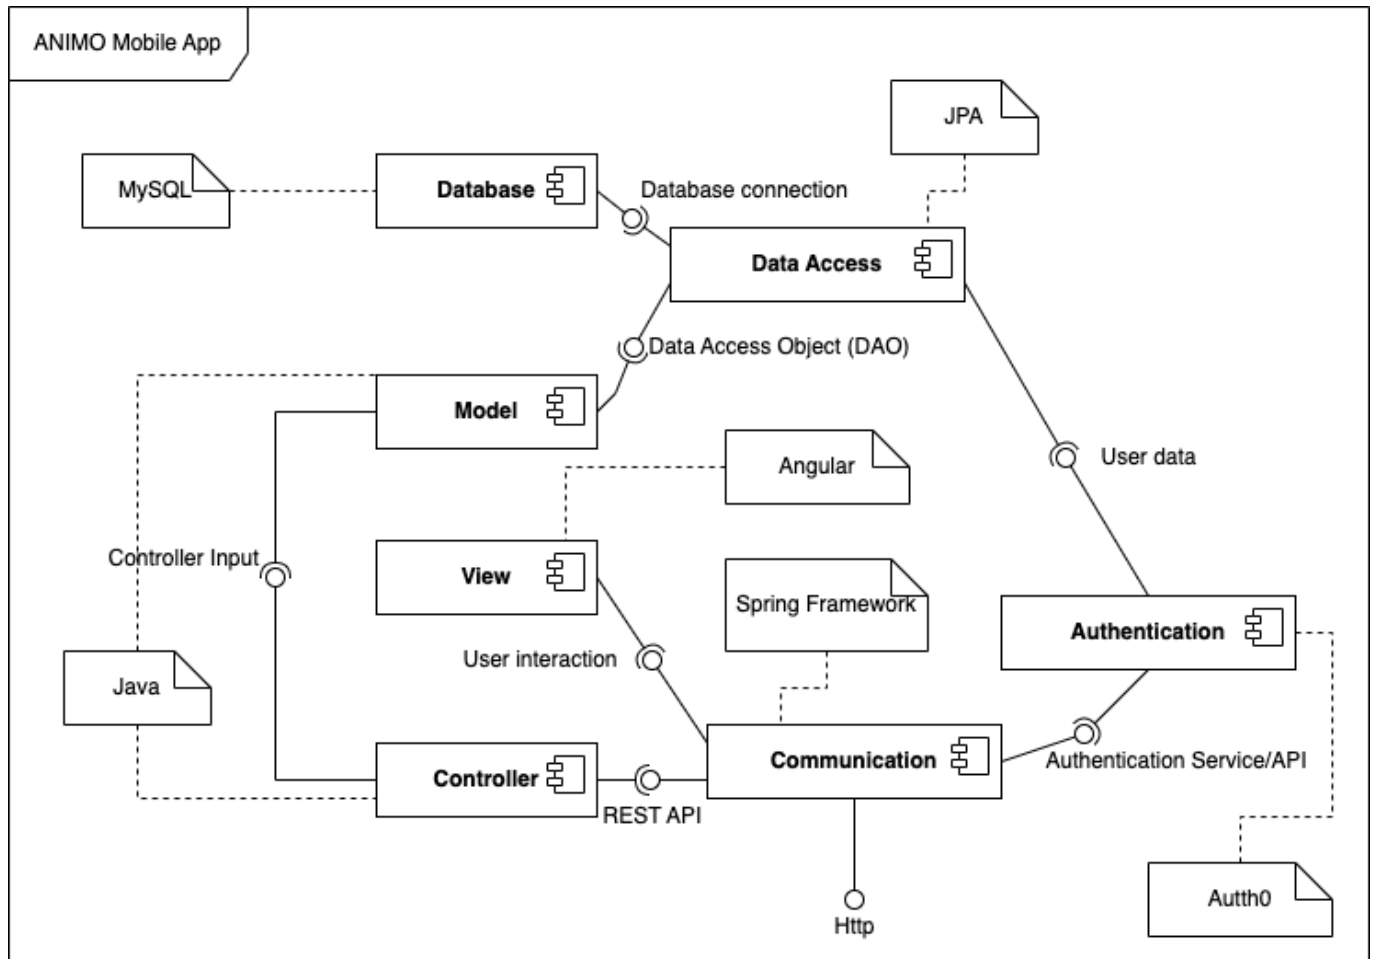 ANIMO Mobile App
JPA
MySQL
Database
Database connection
Data Access
Data Access Object (DAO)
Model
Angular
User data
Controller Input
View
Spring Framework
Authentication
User interaction
Java
Communication
Authentication Service/API
Controller
REST API
Autth0
Http